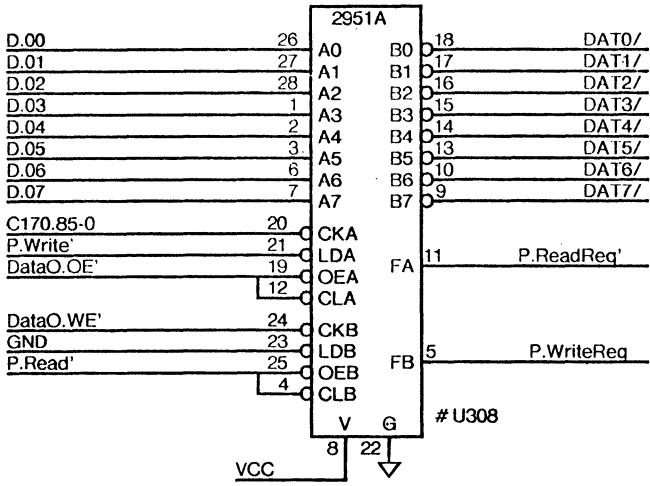 2951A
D.00 26 A0 B0 18 DAT0/
D.01 27 A1 B1 17 DAT1/
D.02 28 A2 B2 16 DAT2/
D.03 1 A3 B3 15 DAT3/
D.04 2 A4 B4 14 DAT4/
D.05 3 A5 B5 13 DAT5/
D.06 6 A6 B6 10 DAT6/
D.07 7 A7 B7 9 DAT7/
C170.85-0 20 CKA
P.Write' 21 LDA
DataO.OE' 19 OEA FA 11 P.ReadReq'
12 CLA
DataO.WE' 24 CKB
GND 23 LDB
P.Read' 25 OEB FB 5 P.WriteReq
4 CLB
V G # U308
8 22
VCC